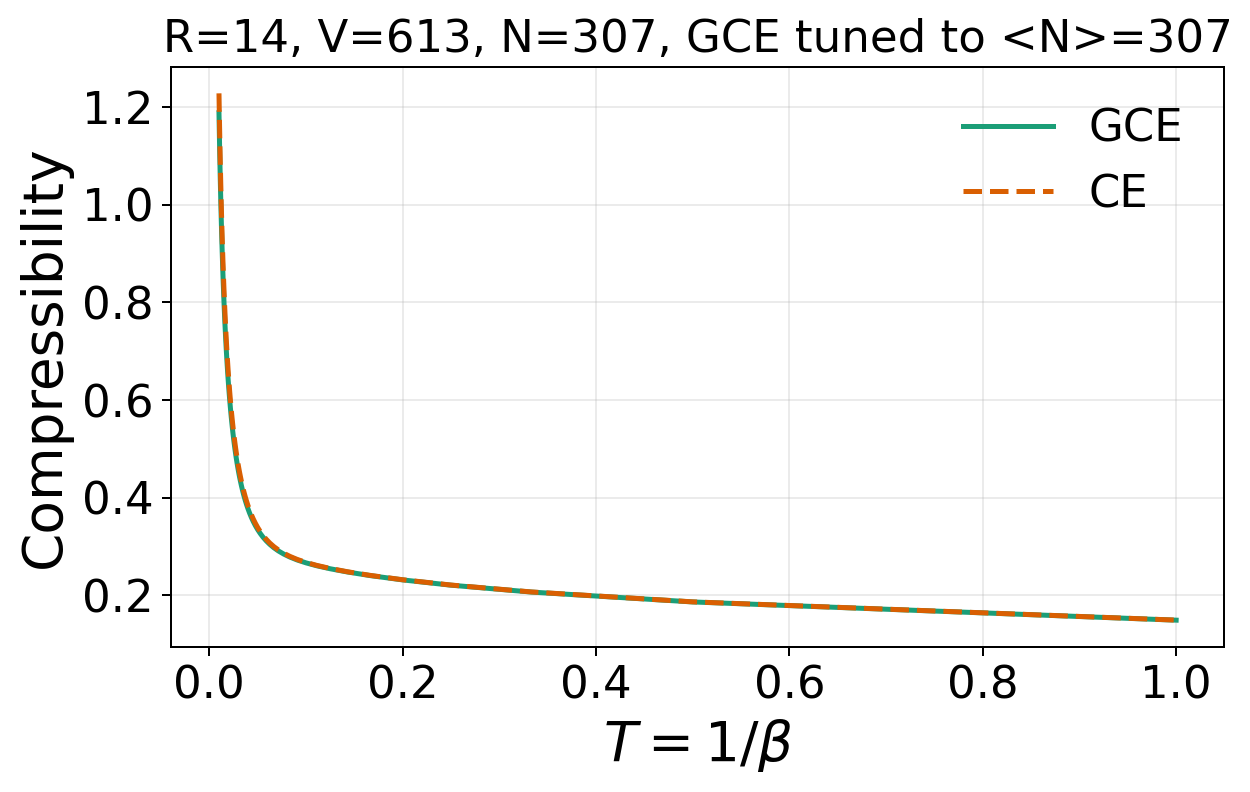 R=14, V=613, N=307, GCE tuned to <N>=307
Compressibility
1.2
1.0
0.8
0.6
0.4
0.2
GCE
CE
0.0 0.2 0.4 0.6 0.8 1.0
T = 1/β